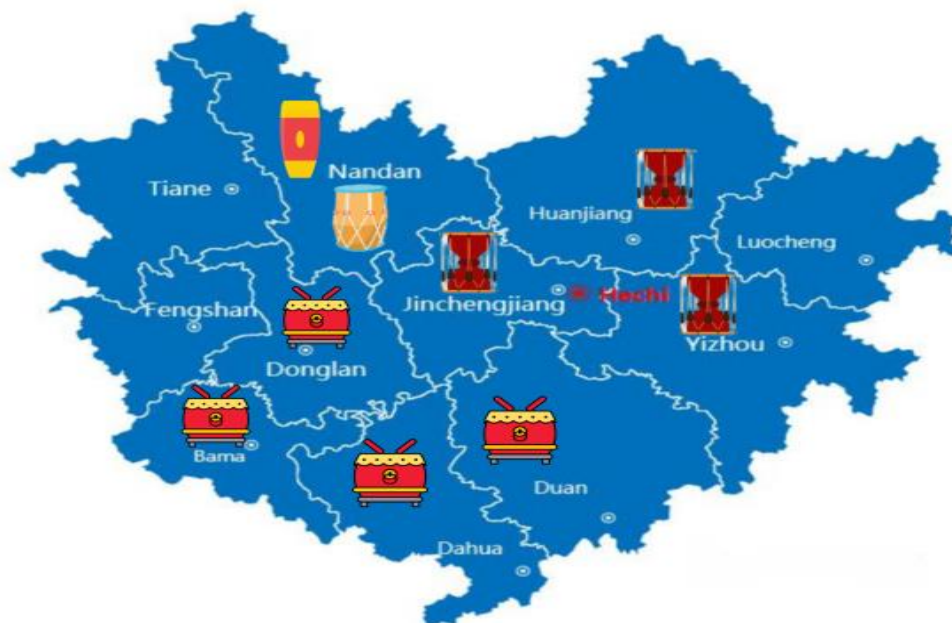 Nandan
Tiane
Huanjiang
Luocheng
Fengshan
Jinchengjiang
Hechi
Yizhou
Donglan
Bama
Duan
Dahua